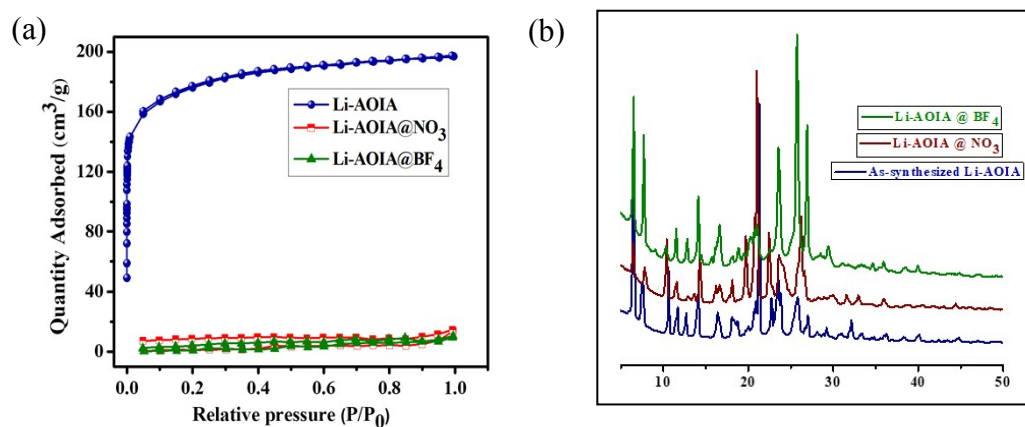 (a)
200
160
120
80
40
0
Quantity Adsorbed (cm³/g)
Li-AOIA
Li-AOIA@NO₃
Li-AOIA@BF₄
0.0 0.2 0.4 0.6 0.8 1.0
Relative pressure (P/P₀)
(b)
Li-AOIA @ BF₄
Li-AOIA @ NO₃
As-synthesized Li-AOIA
10 20 30 40 50